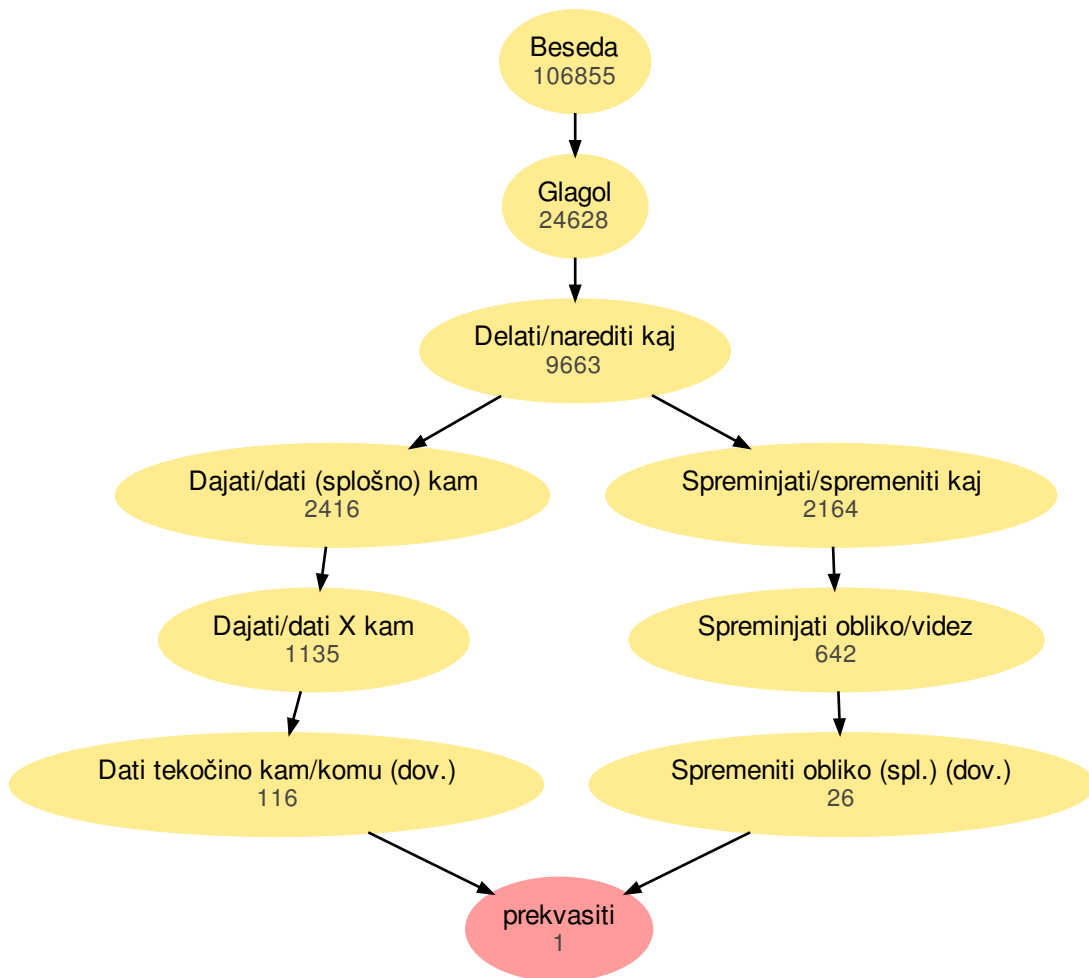 Beseda
106855
Glagol
24628
Delati/narediti kaj
9663
Dajati/dati (splošno) kam
2416
Spreminjati/spremeniti kaj
2164
Dajati/dati X kam
1135
Spreminjati obliko/videz
642
Dati tekočino kam/komu (dov.)
116
Spremeniti obliko (spl.) (dov.)
26
prekvasiti
1